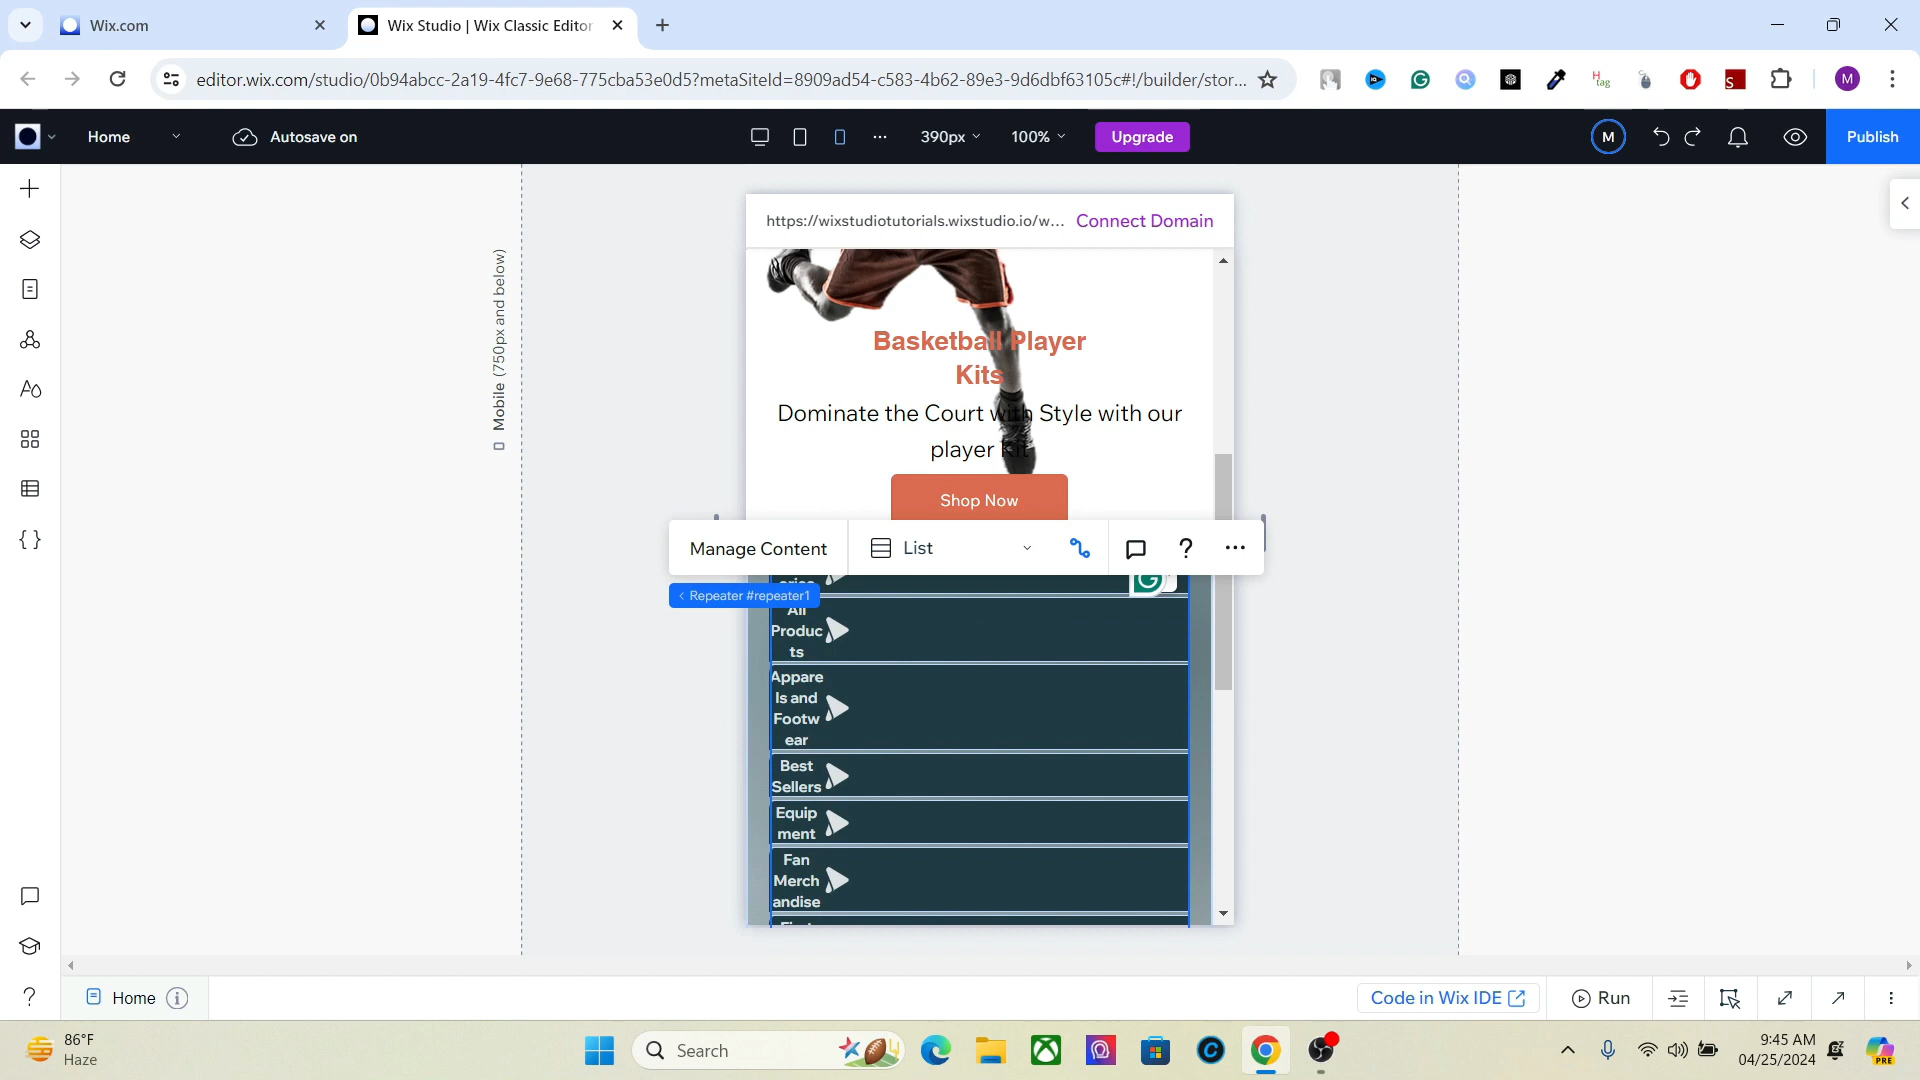 Wix.com
Wix Studio | Wix Classic Editor
editor.wix.com/studio/0b94abcc-2a19-4fc7-9e68-775cba53e0d5?metaSiteId=8909ad54-c583-4b62-89e3-9d6dbf63105c#!/builder/stor...
H
tag
S
M
Home
Autosave on
390px
100%
Upgrade
M
Publish
https://wixstudiotutorials.wixstudio.io/w...
Connect Domain
Mobile (750px and below)
Basketball Player
Kits
Dominate the Court with Style with our
player kit
Shop Now
Manage Content
List
?
< Repeater #repeater1
All
Produc
ts
Appare
ls and
Footw
ear
Best
Sellers
Equip
ment
Fan
Merch
andise
Home
Code in Wix IDE
Run
86°F
Haze
Search
9:45 AM
04/25/2024
PRE